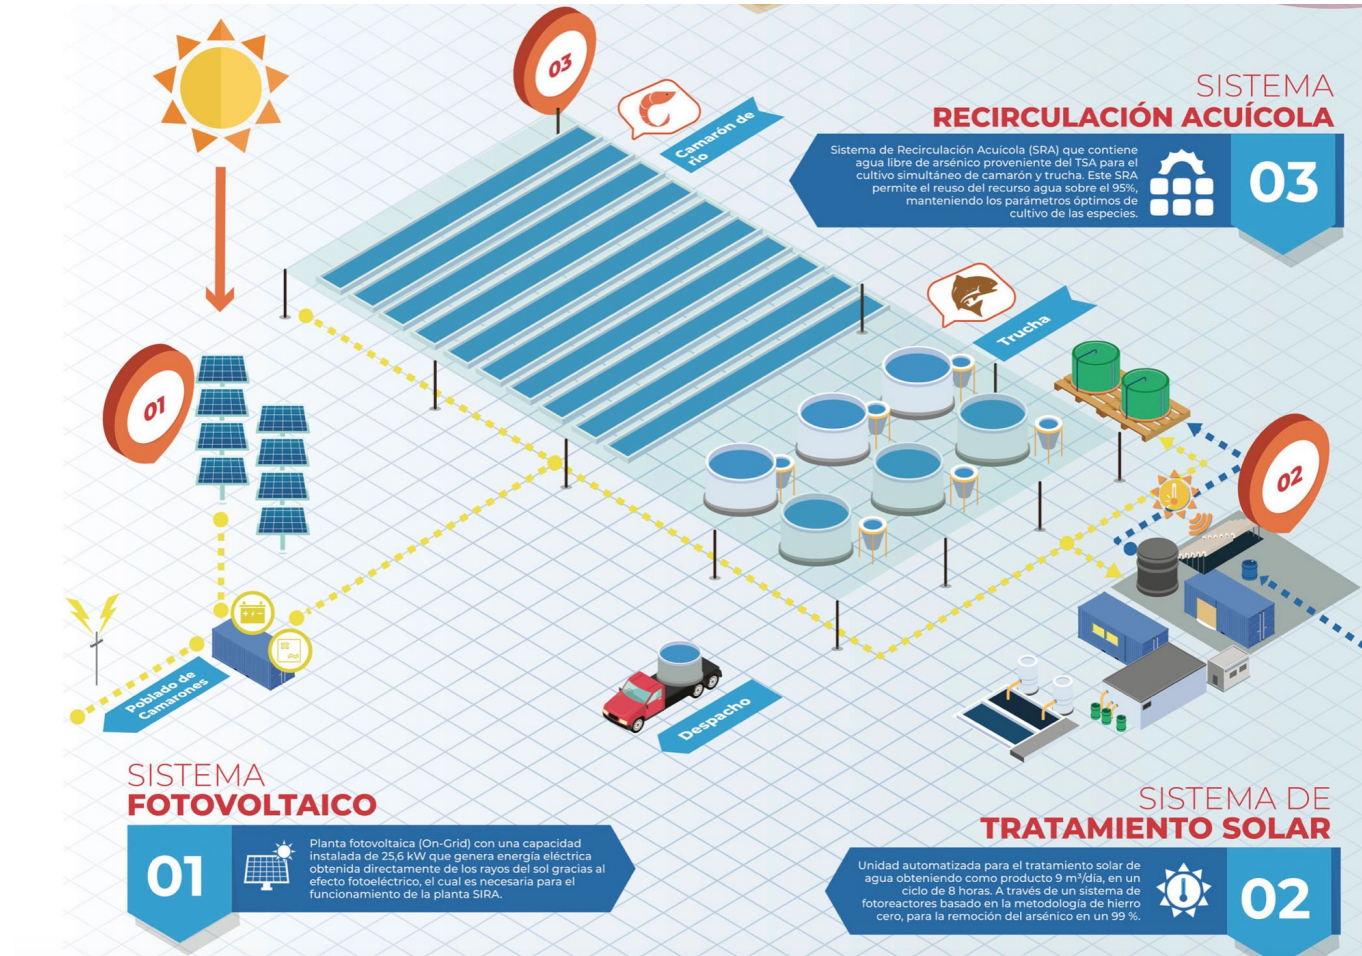 03
Camarón de
rio
SISTEMA
RECIRCULACIÓN ACUÍCOLA
Sistema de Recirculación Acuícola (SRA) que contiene
agua libre de arsénico proveniente del TSA para el
cultivo simultáneo de camarón y trucha. Este SRA
permite el reuso del recurso agua sobre el 95%,
manteniendo los parámetros óptimos de
cultivo de las especies.
03
Trucha
01
02
Poblado de
Camarones
Despacho
SISTEMA
FOTOVOLTAICO
01
Planta fotovoltaica (On-Grid) con una capacidad
instalada de 25,6 kW que genera energía eléctrica
obtenida directamente de los rayos del sol gracias al
efecto fotoeléctrico, el cual es necesaria para el
funcionamiento de la planta SIRA.
SISTEMA DE
TRATAMIENTO SOLAR
Unidad automatizada para el tratamiento solar de
agua obteniendo como producto 9 m³/día, en un
ciclo de 8 horas. A través de un sistema de
fotoreactores basado en la metodología de hierro
cero, para la remoción del arsénico en un 99 %.
02